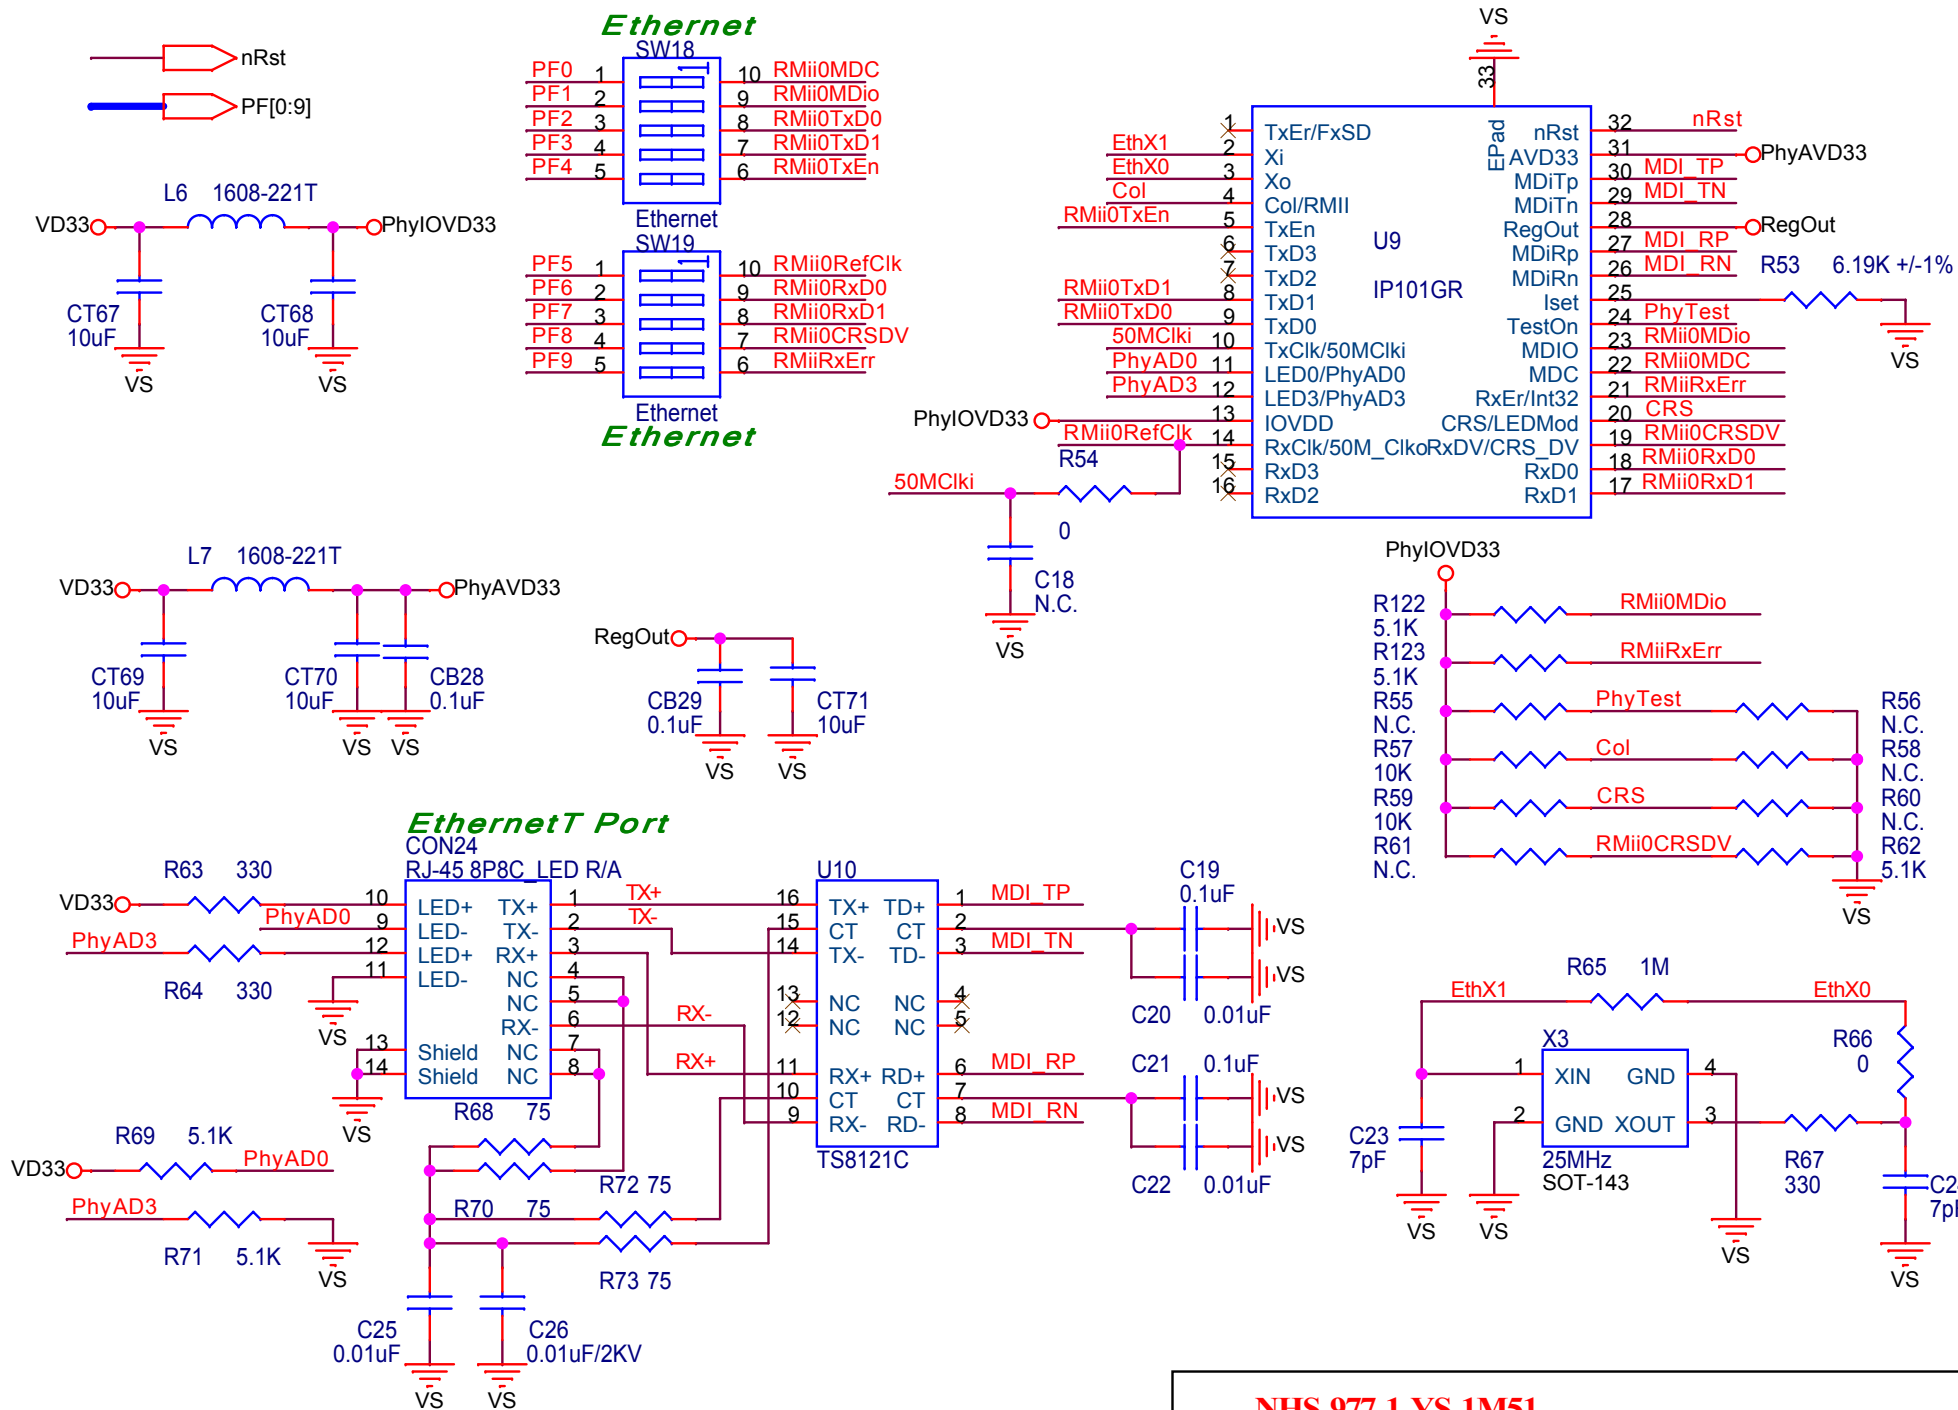 nRst
PF[0:9]
Ethernet
SW18
PF0 1 10 RMii0MDC
PF1 2 9 RMii0MDio
PF2 3 8 RMii0TxD0
PF3 4 7 RMii0TxD1
PF4 5 6 RMii0TxEn
Ethernet
SW19
PF5 1 10 RMii0RefClk
PF6 2 9 RMii0RxD0
PF7 3 8 RMii0RxD1
PF8 4 7 RMii0CRSDV
PF9 5 6 RMiiRxErr
Ethernet
Ethernet
L6 1608-221T
VD33 PhyIOVD33
CT67 CT68
10uF 10uF
VS VS
L7 1608-221T
VD33 PhyAVD33
CT69 CT70 CB28
10uF 10uF 0.1uF
VS VS VS
RegOut
CB29 CT71
0.1uF 10uF
VS VS
VS
33
EPad
U9
IP101GR
1 TxEr/FxSD nRst 32 nRst
EthX1 2 Xi AVD33 31 PhyAVD33
EthX0 3 Xo MDiTp 30 MDI_TP
Col 4 Col/RMII MDiTn 29 MDI_TN
RMii0TxEn 5 TxEn RegOut 28 RegOut
6 TxD3 MDiRp 27 MDI_RP
7 TxD2 MDiRn 26 MDI_RN
RMii0TxD1 8 TxD1 Iset 25
RMii0TxD0 9 TxD0 TestOn 24 PhyTest
50MClki 10 TxClk/50MClki MDIO 23 RMii0MDio
PhyAD0 11 LED0/PhyAD0 MDC 22 RMii0MDC
PhyAD3 12 LED3/PhyAD3 RxEr/Int32 21 RMiiRxErr
PhyIOVD33 13 IOVDD CRS/LEDMod 20 CRS
RMii0RefClk 14 RxClk/50M_ClkoRxDV/CRS_DV 19 RMii0CRSDV
15 RxD3 RxD0 18 RMii0RxD0
16 RxD2 RxD1 17 RMii0RxD1
R53 6.19K +/-1%
VS
50MClki
R54
0
C18
N.C.
VS
PhyIOVD33
R122 RMii0MDio
5.1K
R123 RMiiRxErr
5.1K
R55 PhyTest R56
N.C. N.C.
R57 Col R58
10K N.C.
R59 CRS R60
10K N.C.
R61 RMii0CRSDV R62
N.C. 5.1K
VS
EthernetT Port
CON24
RJ-45 8P8C_LED R/A
R63 330
VD33 10 LED+ TX+ 1 TX+
PhyAD0 9 LED- TX- 2 TX-
PhyAD3 12 LED+ RX+ 3
11 LED- NC 4
R64 330
VS
NC 5
RX- 6 RX-
13 Shield NC 7
14 Shield NC 8 RX+
VS
U10
16 TX+ TD+ 1 MDI_TP
15 CT CT 2
14 TX- TD- 3 MDI_TN
13 NC NC 4
12 NC NC 5
11 RX+ RD+ 6 MDI_RP
10 CT CT 7
9 RX- RD- 8 MDI_RN
TS8121C
C19
0.1uF
VS
VS
C20 0.01uF
C21 0.1uF
VS
VS
C22 0.01uF
R68 75
R72 75
R70 75
R73 75
R69 5.1K
VD33 PhyAD0
PhyAD3
R71 5.1K
VS
C25 C26
0.01uF 0.01uF/2KV
VS VS
R65 1M
EthX1 EthX0
X3
1 XIN GND 4
2 GND XOUT 3
25MHz
SOT-143
R66
0
R67
330
C23
7pF
7p
VS VS VS VS
NHS-977-1-VS-1M51